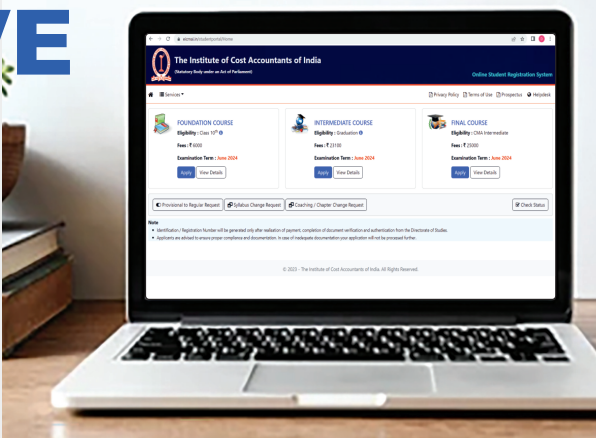 VE
eicmai.in/studentportal/Home
The Institute of Cost Accountants of India
(Statutory Body under an Act of Parliament)
Online Student Registration System
Services
Privacy Policy Terms of Use Prospectus Helpdesk
FOUNDATION COURSE
Eligibility : Class 10th
Fees : ₹ 6000
Examination Term : June 2024
Apply View Details
INTERMEDIATE COURSE
Eligibility : Graduation
Fees : ₹ 23100
Examination Term : June 2024
Apply View Details
FINAL COURSE
Eligibility : CMA Intermediate
Fees : ₹ 25000
Examination Term : June 2024
Apply View Details
Provisional to Regular Request Syllabus Change Request Coaching / Chapter Change Request Check Status
Note
• Identification / Registration Number will be generated only after realisation of payment, completion of document verification and authentication from the Directorate of Studies.
• Applicants are advised to ensure proper compliance and documentation. In case of inadequate documentation your application will not be processed further.
© 2023 - The Institute of Cost Accountants of India. All Rights Reserved.